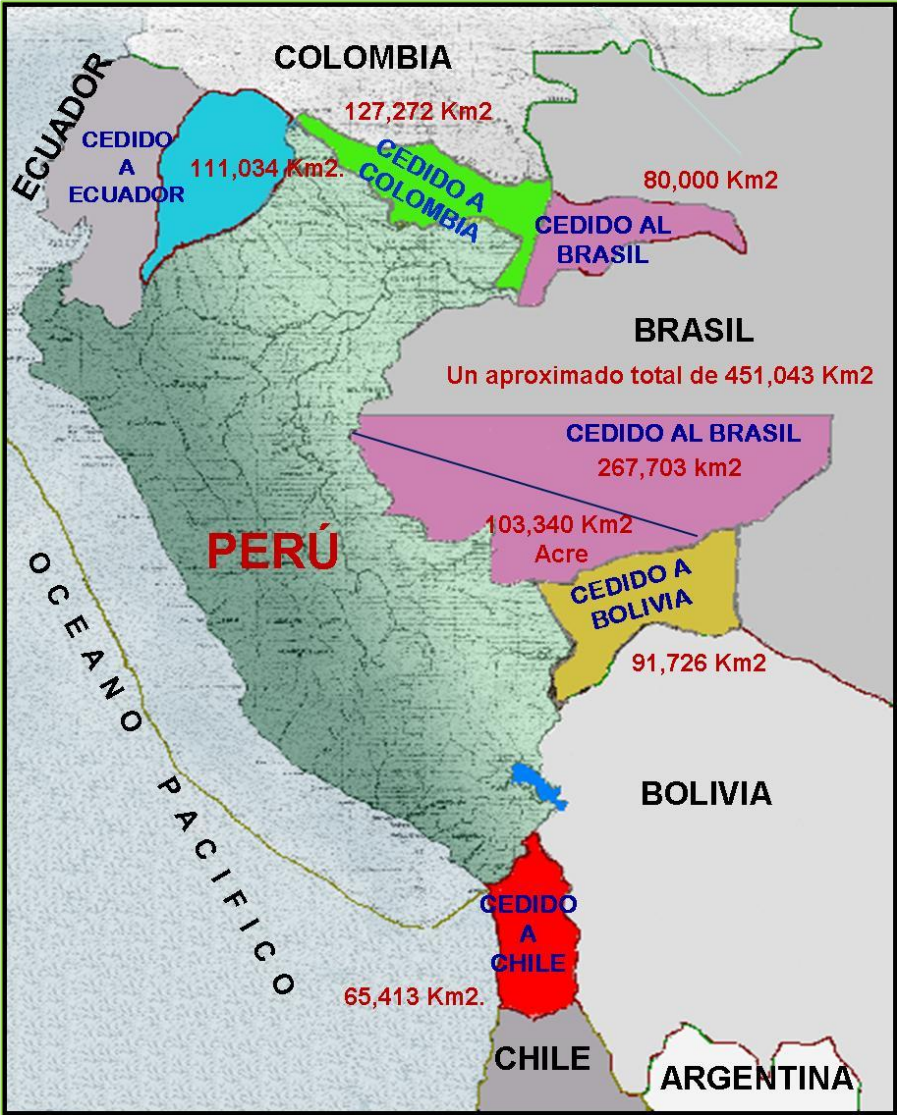 COLOMBIA
ECUADOR
127,272 Km2
CEDIDO
A
ECUADOR
111,034 Km2.
CEDIDO A
COLOMBIA
80,000 Km2
CEDIDO AL
BRASIL
BRASIL
Un aproximado total de 451,043 Km2
CEDIDO AL BRASIL
267,703 km2
103,340 Km2
Acre
PERÚ
CEDIDO A
BOLIVIA
91,726 Km2
OCEANO PACIFICO
BOLIVIA
CEDIDO
A
CHILE
65,413 Km2.
CHILE
ARGENTINA